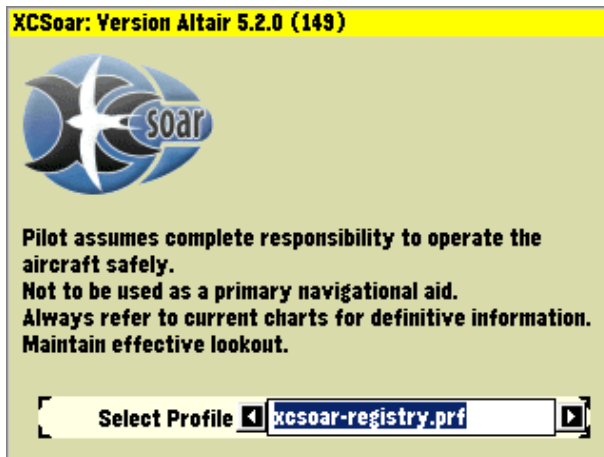 XCSoar: Version Altair 5.2.0 (149)
soar
Pilot assumes complete responsibility to operate the
aircraft safely.
Not to be used as a primary navigational aid.
Always refer to current charts for definitive information.
Maintain effective lookout.
Select Profile xcsoar-registry.prf